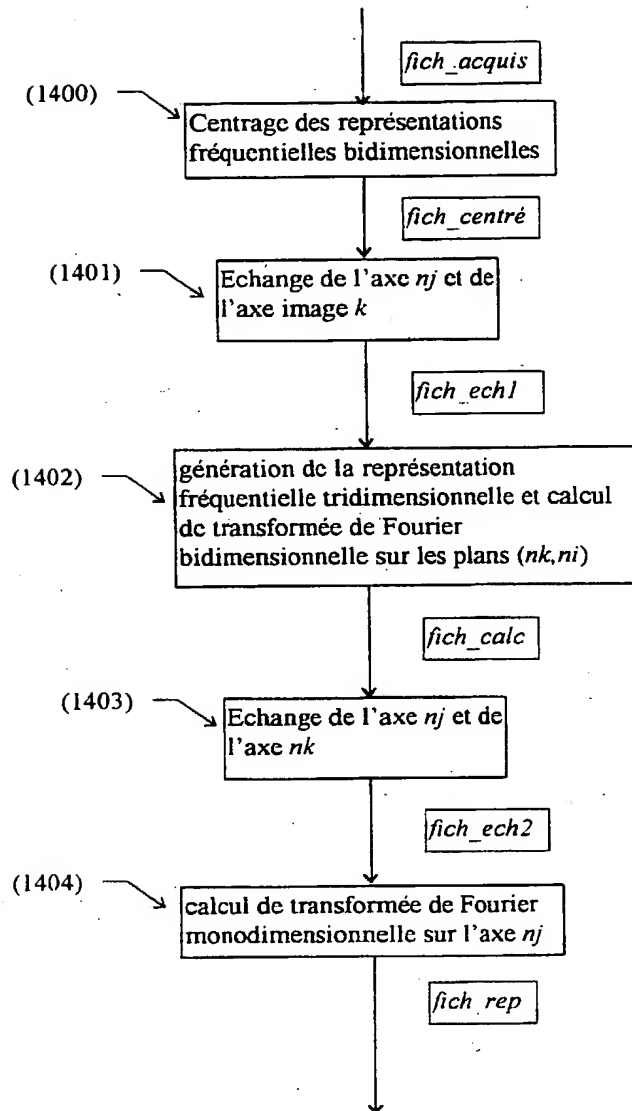 fich_acquis
(1400)
Centrage des représentations
fréquentielles bidimensionnelles
fich_centré
(1401)
Echange de l'axe nj et de
l'axe image k
fich_ech1
(1402)
génération de la représentation
fréquentielle tridimensionnelle et calcul
de transformée de Fourier
bidimensionnelle sur les plans (nk,ni)
fich_calc
(1403)
Echange de l'axe nj et de
l'axe nk
fich_ech2
(1404)
calcul de transformée de Fourier
monodimensionnelle sur l'axe nj
fich_rep